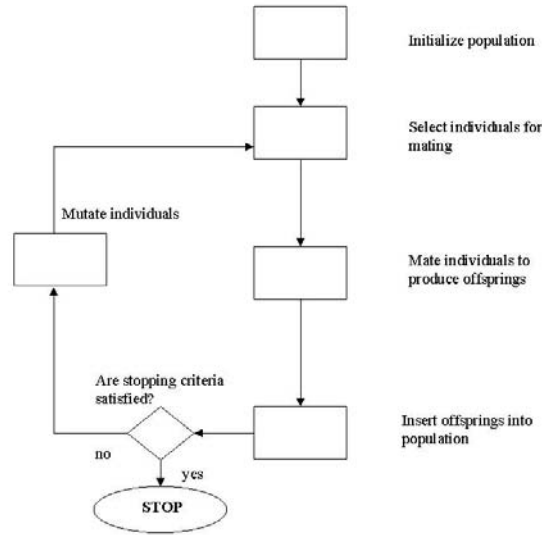 Initialize population
Select individuals for
mating
Mutate individuals
Mate individuals to
produce offsprings
Are stopping criteria
satisfied?
Insert offsprings into
population
no
yes
STOP